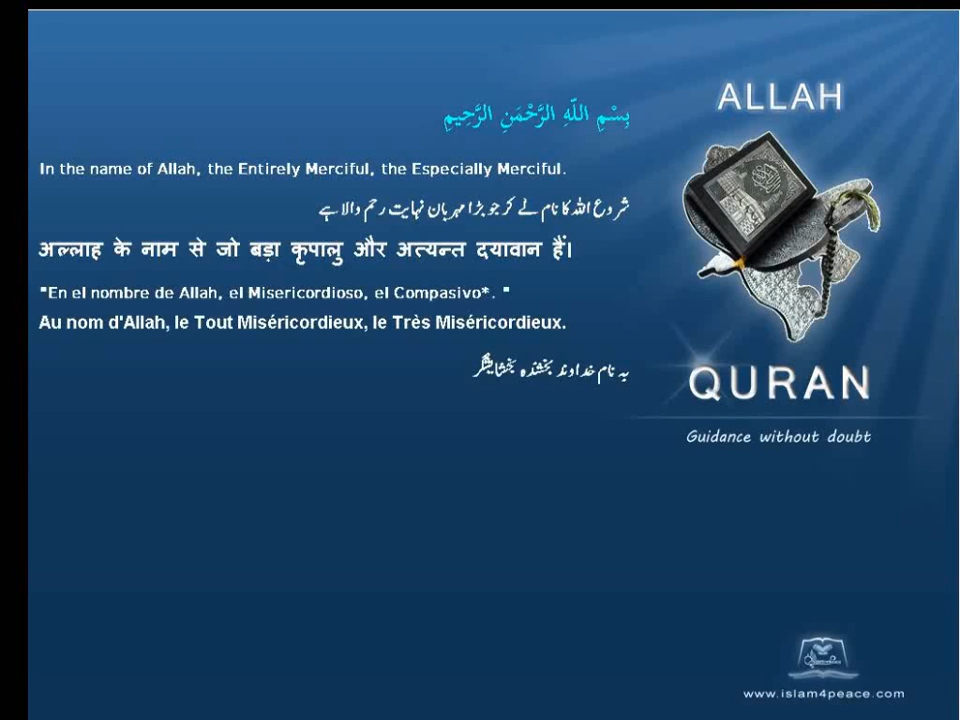 بِسْمِ اللَّهِ الرَّحْمَنِ الرَّحِيمِ
In the name of Allah, the Entirely Merciful, the Especially Merciful.
شروع الله کا نام لے کر جو بڑا مہربان نہایت رحم والا ہے
अल्लाह के नाम से जो बड़ा कृपालु और अत्यन्त दयावान हैं।
"En el nombre de Allah, el Misericordioso, el Compasivo*. "
Au nom d'Allah, le Tout Miséricordieux, le Très Miséricordieux.
به نام خداوند بخشنده بخشایشگر
ALLAH
QURAN
Guidance without doubt
www.islam4peace.com